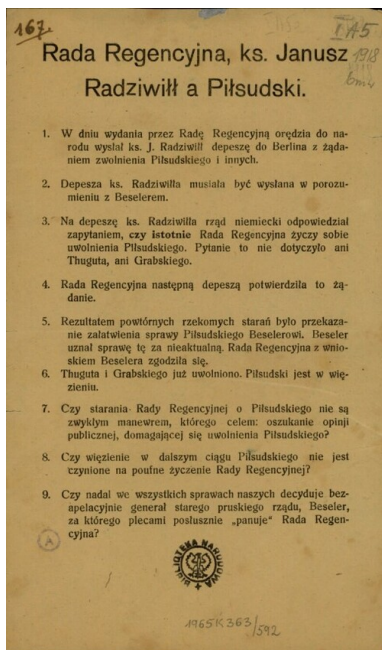 167.
I A5
1918
Rada Regencyjna, ks. Janusz
Radziwiłł a Piłsudski.
1. W dniu wydania przez Radę Regencyjną orędzia do na-
rodu wysłał ks. J. Radziwiłł depeszę do Berlina z żąda-
niem zwolnienia Piłsudskiego i innych.
2. Depesza ks. Radziwiłła musiała być wysłana w porozu-
mieniu z Beselerem.
3. Na depeszę ks. Radziwiłła rząd niemiecki odpowiedział
zapytaniem, czy istotnie Rada Regencyjna życzy sobie
uwolnienia Piłsudskiego. Pytanie to nie dotyczyło ani
Thuguta, ani Grabskiego.
4. Rada Regencyjna następną depeszą potwierdziła to żą-
danie.
5. Rezultatem powtórnych rzekomych starań było przekaza-
nie załatwienia sprawy Piłsudskiego Beselerowi. Beseler
uznał sprawę tę za nieaktualną. Rada Regencyjna z wnio-
skiem Beselera zgodziła się.
6. Thuguta i Grabskiego już uwolniono. Piłsudski jest w wię-
zieniu.
7. Czy starania Rady Regencyjnej o Piłsudskiego nie są
zwykłym manewrem, którego celem: oszukanie opinji
publicznej, domagającej się uwolnienia Piłsudskiego?
8. Czy więzienie w dalszym ciągu Piłsudskiego nie jest
czynione na poufne życzenie Rady Regencyjnej?
9. Czy nadal we wszystkich sprawach naszych decyduje bez-
apelacyjnie generał starego pruskiego rządu, Beseler,
za którego plecami posłusznie „panuje" Rada Regen-
cyjna?
A
BIBLIOTEKA NARODOWA
1965 K 363/592